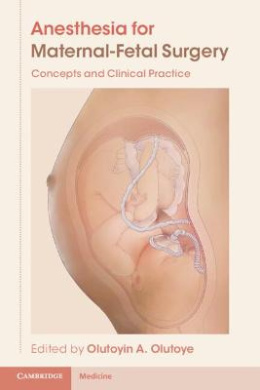 Anesthesia for
Maternal-Fetal Surgery
Concepts and Clinical Practice
Edited by Olutoyin A. Olutoye
CAMBRIDGE Medicine